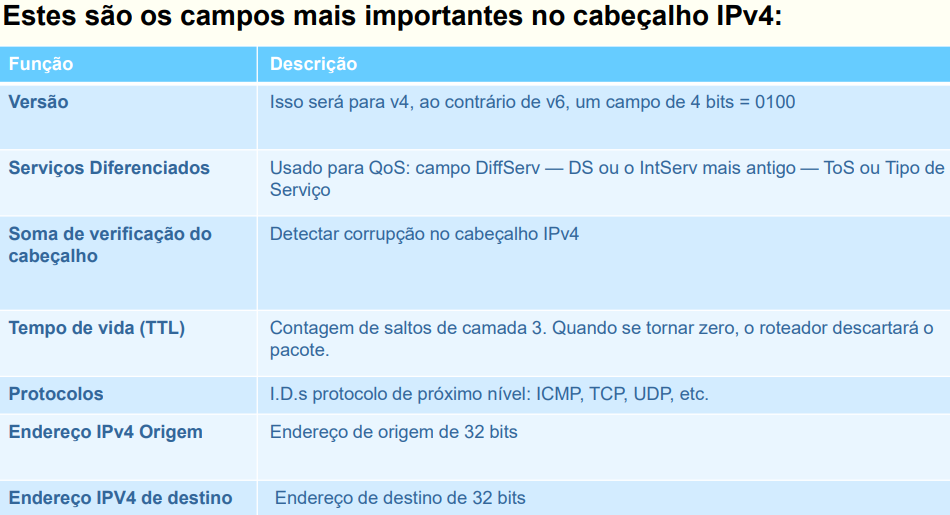 Estes são os campos mais importantes no cabeçalho IPv4:
Função Descrição
Versão Isso será para v4, ao contrário de v6, um campo de 4 bits = 0100
Serviços Diferenciados Usado para QoS: campo DiffServ — DS ou o IntServ mais antigo — ToS ou Tipo de
Serviço
Soma de verificação do Detectar corrupção no cabeçalho IPv4
cabeçalho
Tempo de vida (TTL) Contagem de saltos de camada 3. Quando se tornar zero, o roteador descartará o
pacote.
Protocolos I.D.s protocolo de próximo nível: ICMP, TCP, UDP, etc.
Endereço IPv4 Origem Endereço de origem de 32 bits
Endereço IPV4 de destino Endereço de destino de 32 bits